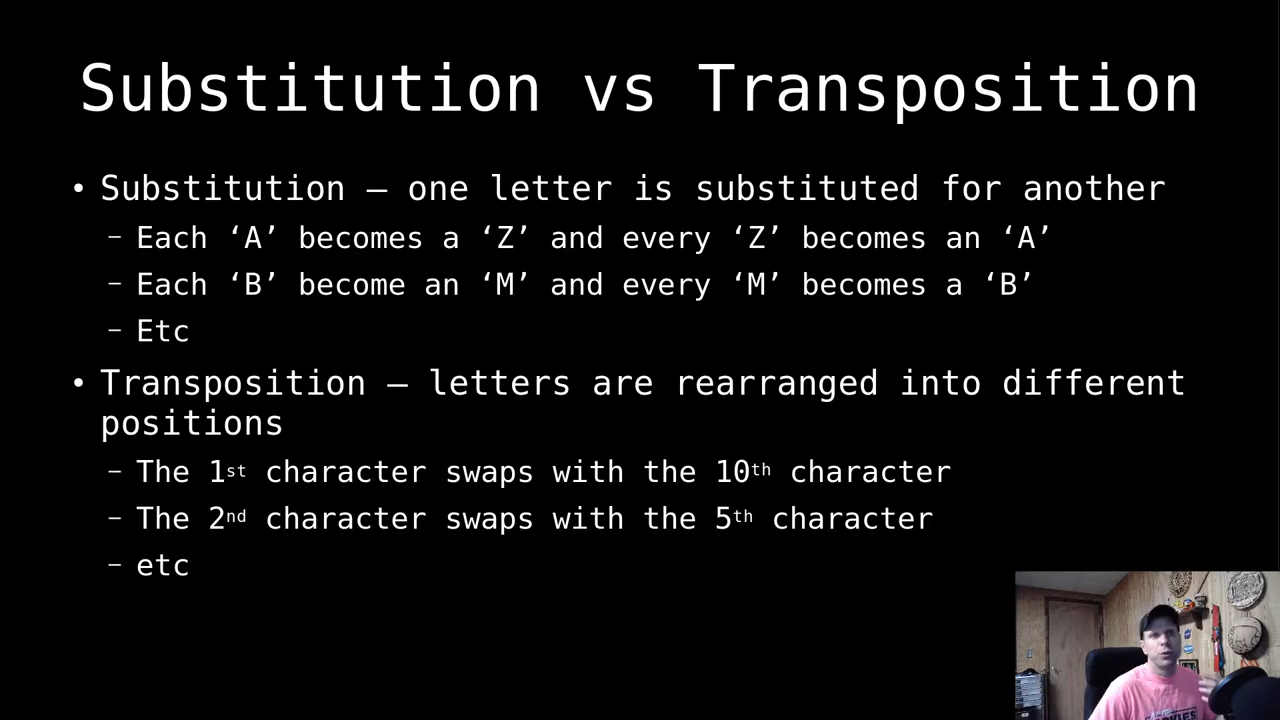 Substitution vs Transposition
• Substitution – one letter is substituted for another
– Each ‘A’ becomes a ‘Z’ and every ‘Z’ becomes an ‘A’
– Each ‘B’ become an ‘M’ and every ‘M’ becomes a ‘B’
– Etc
• Transposition – letters are rearranged into different
positions
– The 1st character swaps with the 10th character
– The 2nd character swaps with the 5th character
– etc